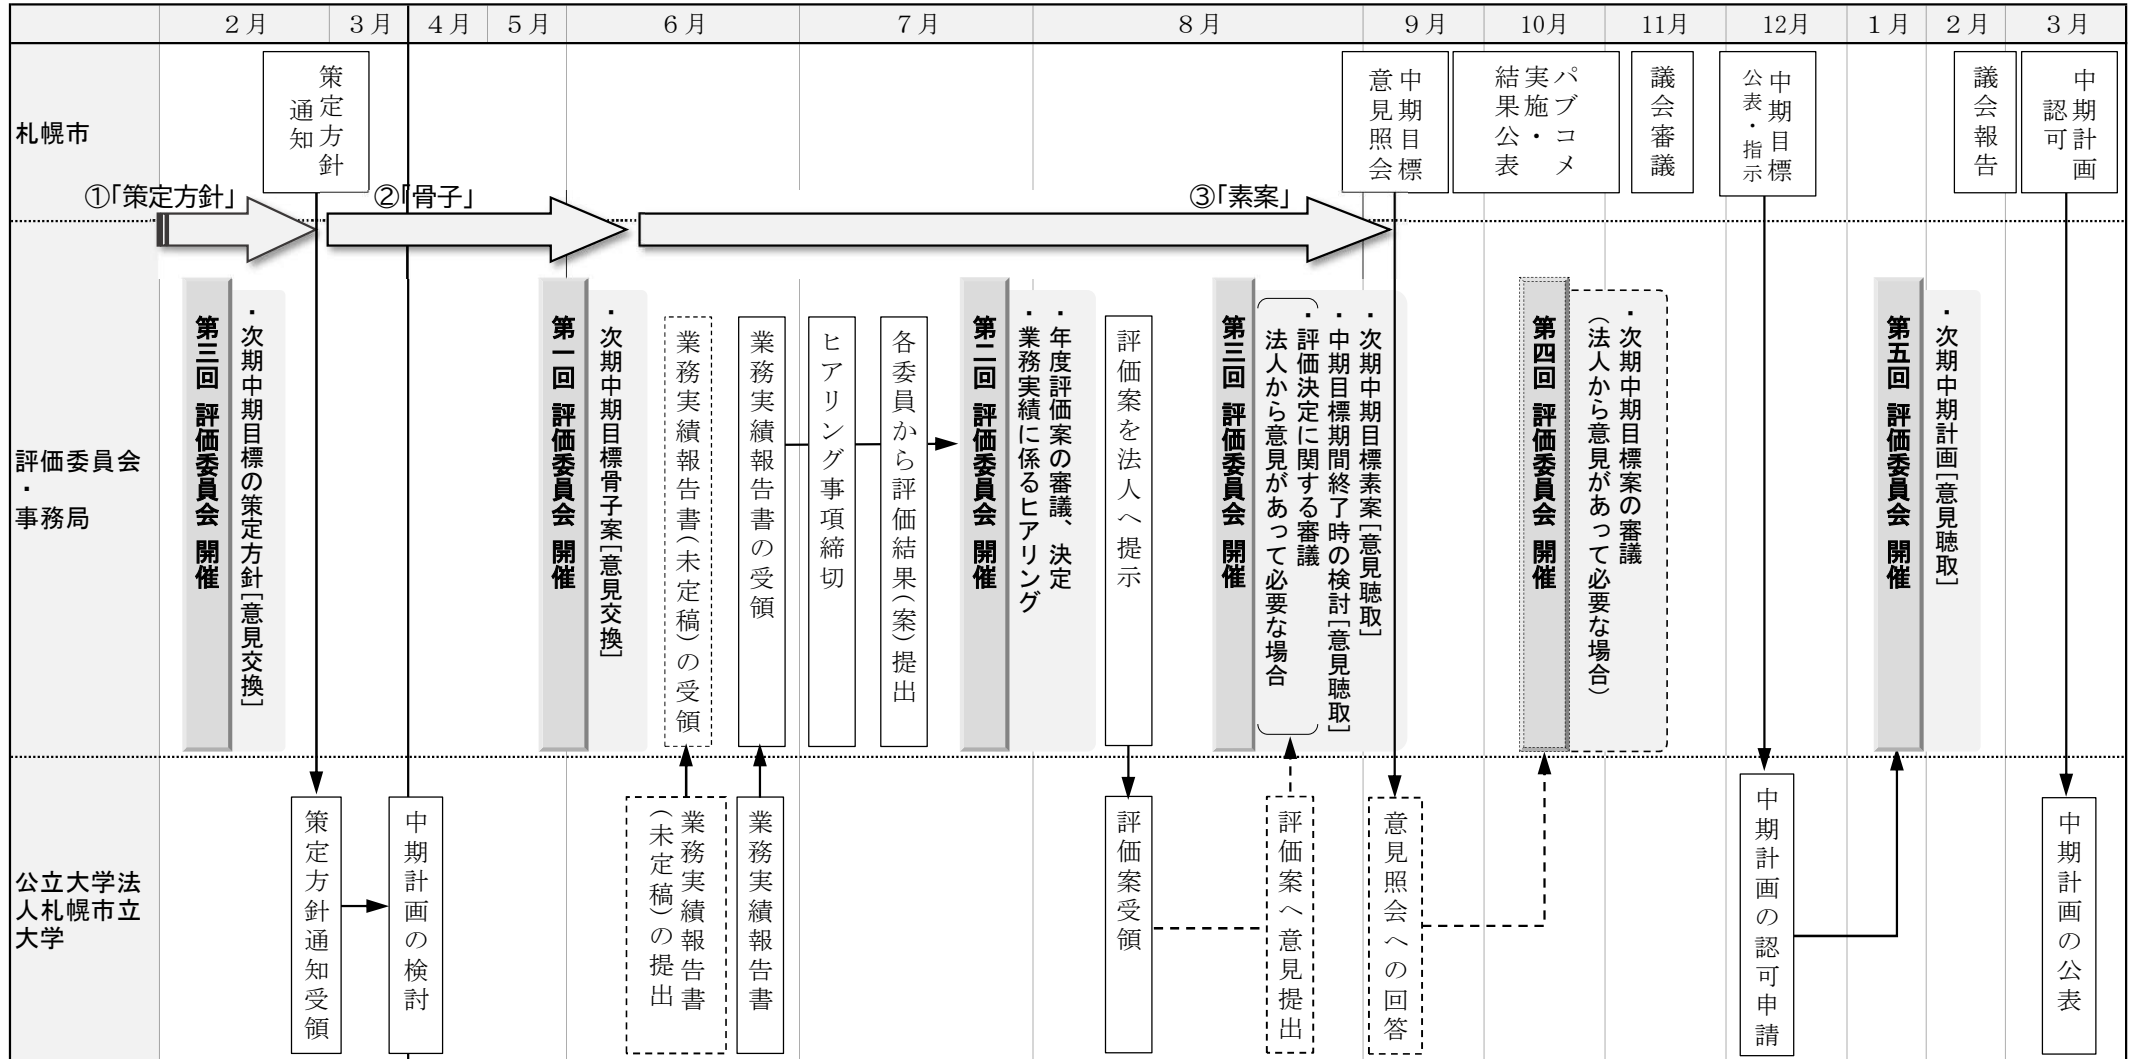 2月 3月 4月 5月 6月 7月 8月 9月 10月 11月 12月 1月 2月 3月
札幌市
策定方針
通知
中期目標
意見照会
パブコメ
実施・
結果公表
議会審議
中期目標
公表・指示
議会報告
中期計画
認可
①「策定方針」
②「骨子」
③「素案」
評価委員会
・
事務局
第三回 評価委員会 開催
・次期中期目標の策定方針[意見交換]
第一回 評価委員会 開催
・次期中期目標骨子案[意見交換]
業務実績報告書(未定稿)の受領
業務実績報告書の受領
ヒアリング事項締切
各委員から評価結果(案)提出
第二回 評価委員会 開催
・年度評価案の審議、決定
・業務実績に係るヒアリング
評価案を法人へ提示
第三回 評価委員会 開催
・次期中期目標素案[意見聴取]
・中期目標期間終了時の検討[意見聴取]
・評価決定に関する審議
法人から意見があって必要な場合
第四回 評価委員会 開催
・次期中期目標案の審議
(法人から意見があって必要な場合)
第五回 評価委員会 開催
・次期中期計画[意見聴取]
公立大学法
人札幌市立
大学
策定方針通知受領
中期計画の検討
業務実績報告書
(未定稿)の提出
業務実績報告書
評価案受領
評価案へ意見提出
意見照会への回答
中期計画の認可申請
中期計画の公表